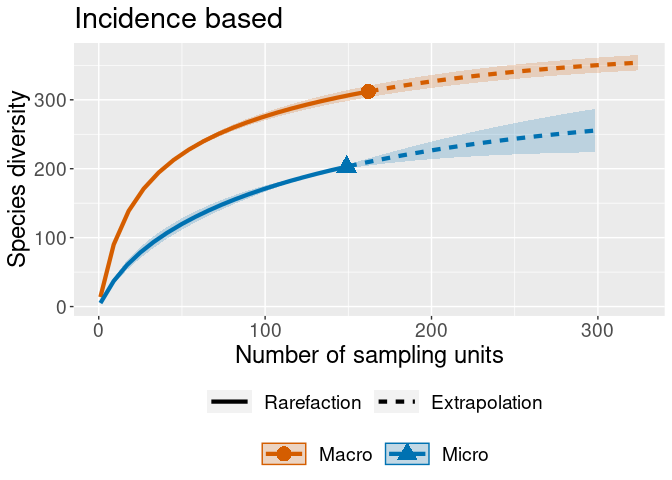 Incidence based
Species diversity
300
200
100
0
0 100 200 300
Number of sampling units
Rarefaction Extrapolation
Macro Micro